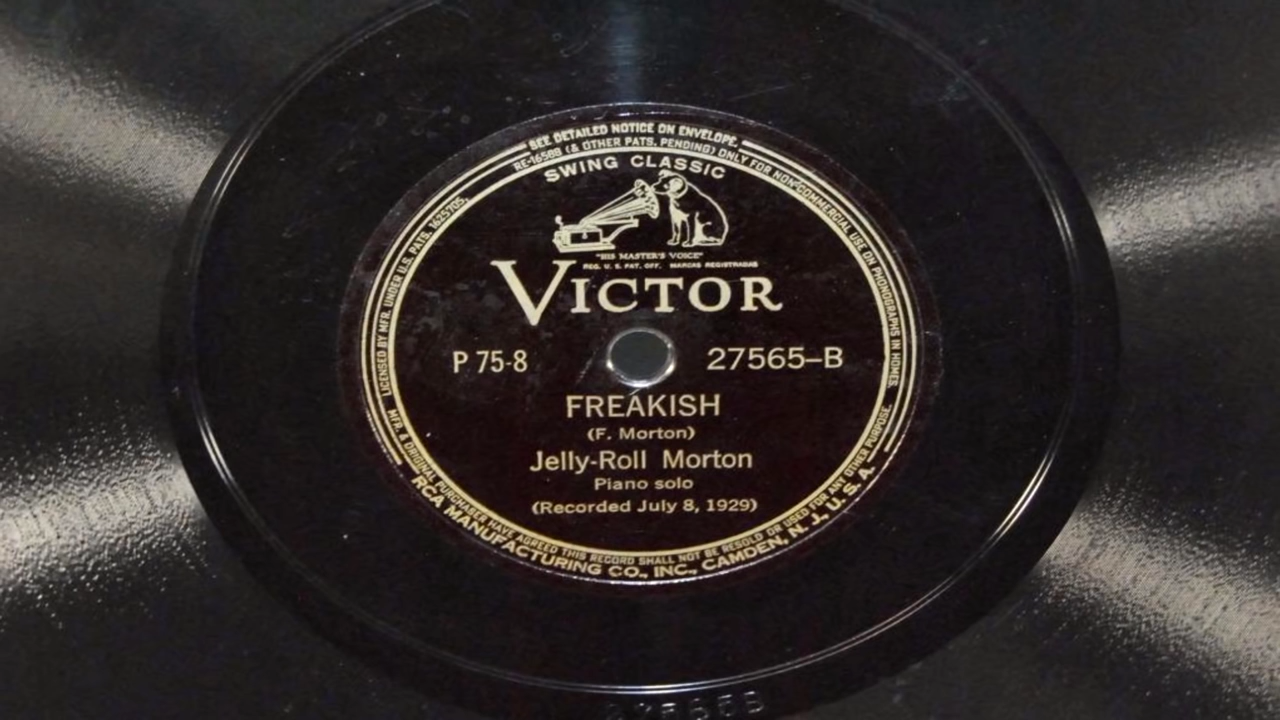 SEE DETAILED NOTICE ON ENVELOPE.
LICENSED BY MFR. UNDER U.S. PATS. 1625705, RE-16588 (& OTHER PATS. PENDING) ONLY FOR NON-COMMERCIAL USE ON PHONOGRAPHS IN HOMES.
SWING CLASSIC
"HIS MASTER'S VOICE"
REG. U. S. PAT. OFF. MARCAS REGISTRADAS
VICTOR
P 75-8
27565-B
FREAKISH
(F. Morton)
Jelly-Roll Morton
Piano solo
(Recorded July 8, 1929)
MFR. & ORIGINAL PURCHASER HAVE AGREED THIS RECORD SHALL NOT BE RESOLD OR USED FOR ANY OTHER PURPOSE.
RCA MANUFACTURING CO., INC., CAMDEN, N. J., U. S. A.